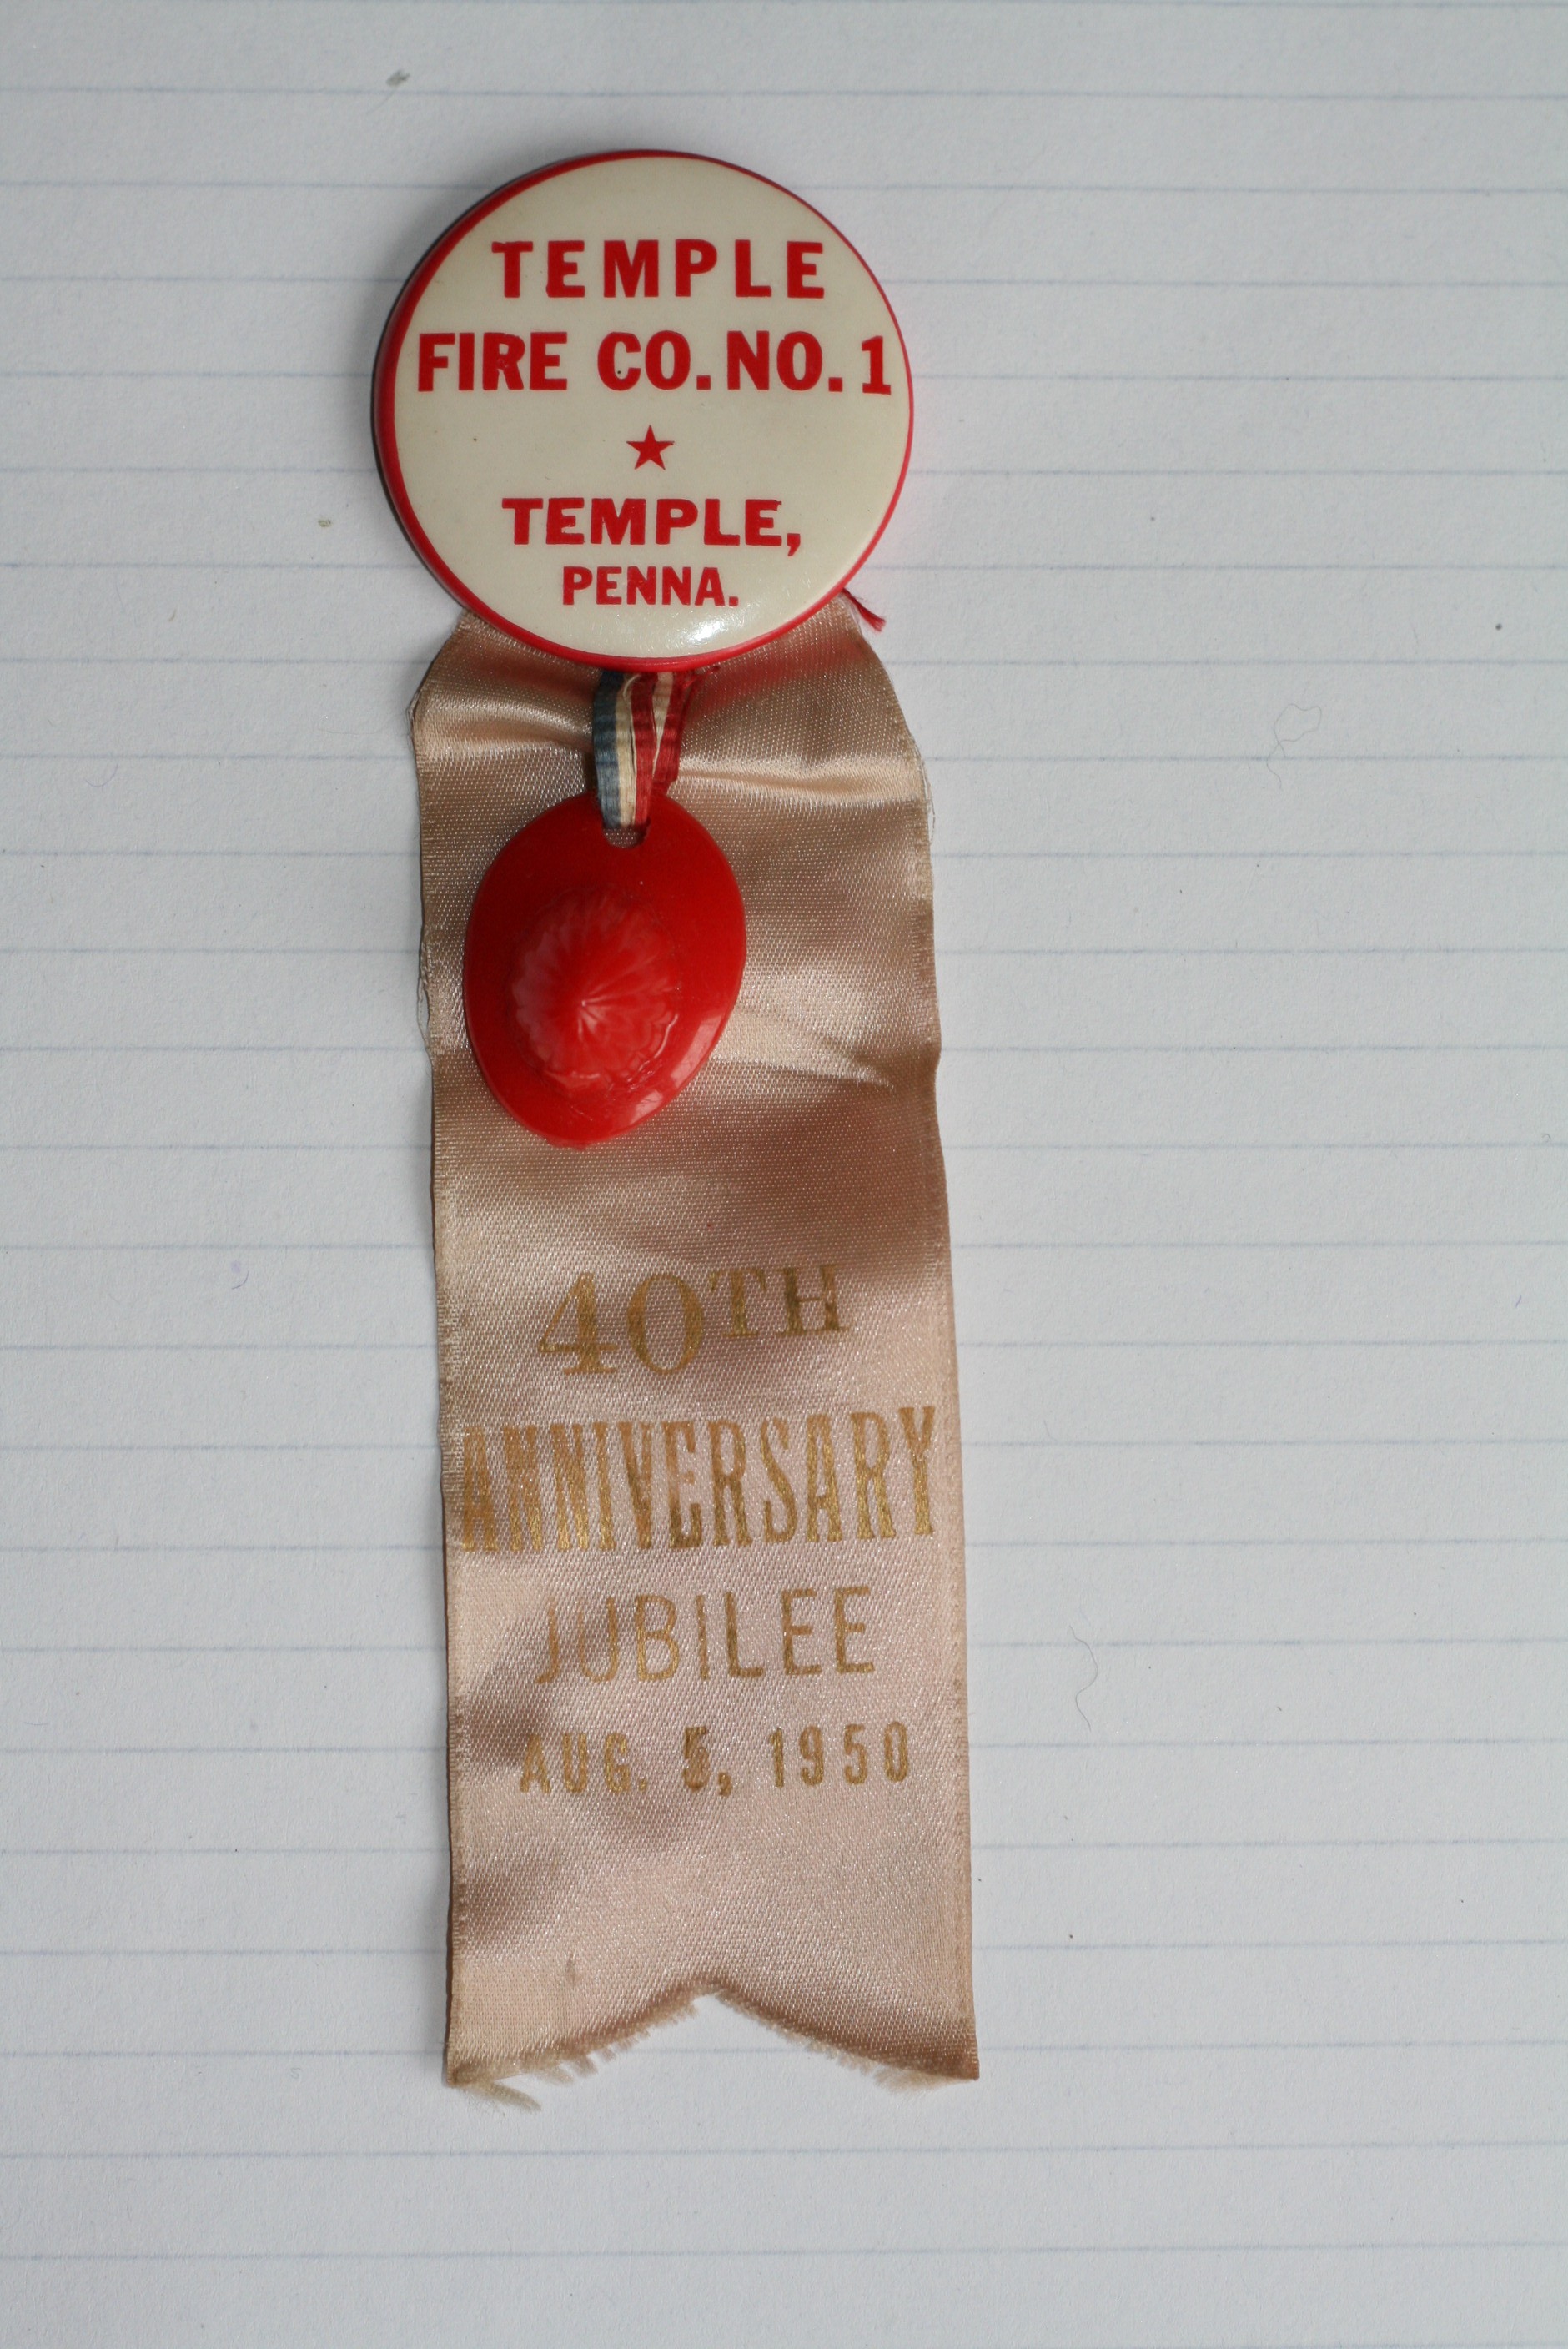 TEMPLE
FIRE CO. NO. 1
TEMPLE,
PENNA.
40TH
ANNIVERSARY
JUBILEE
AUG. 5, 1950